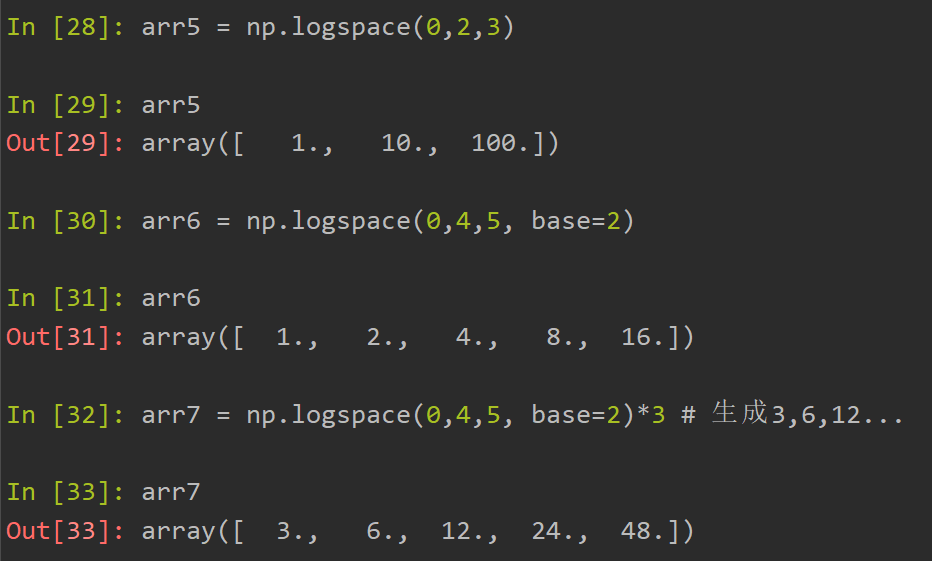 In [28]: arr5 = np.logspace(0,2,3)
In [29]: arr5
Out[29]: array([   1.,   10.,  100.])
In [30]: arr6 = np.logspace(0,4,5, base=2)
In [31]: arr6
Out[31]: array([  1.,   2.,   4.,   8.,  16.])
In [32]: arr7 = np.logspace(0,4,5, base=2)*3 # 生成3,6,12...
In [33]: arr7
Out[33]: array([  3.,   6.,  12.,  24.,  48.])